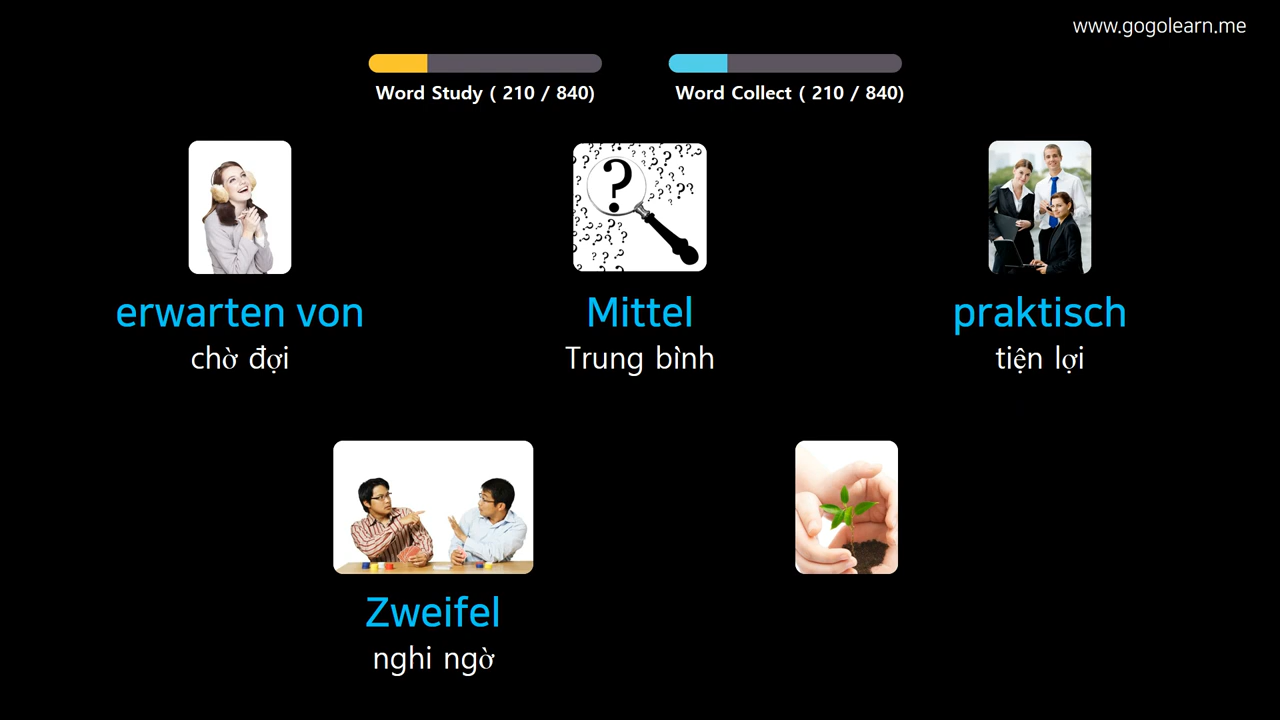 www.gogolearn.me
Word Study ( 210 / 840)
Word Collect ( 210 / 840)
erwarten von
chờ đợi
Mittel
Trung bình
praktisch
tiện lợi
Zweifel
nghi ngờ